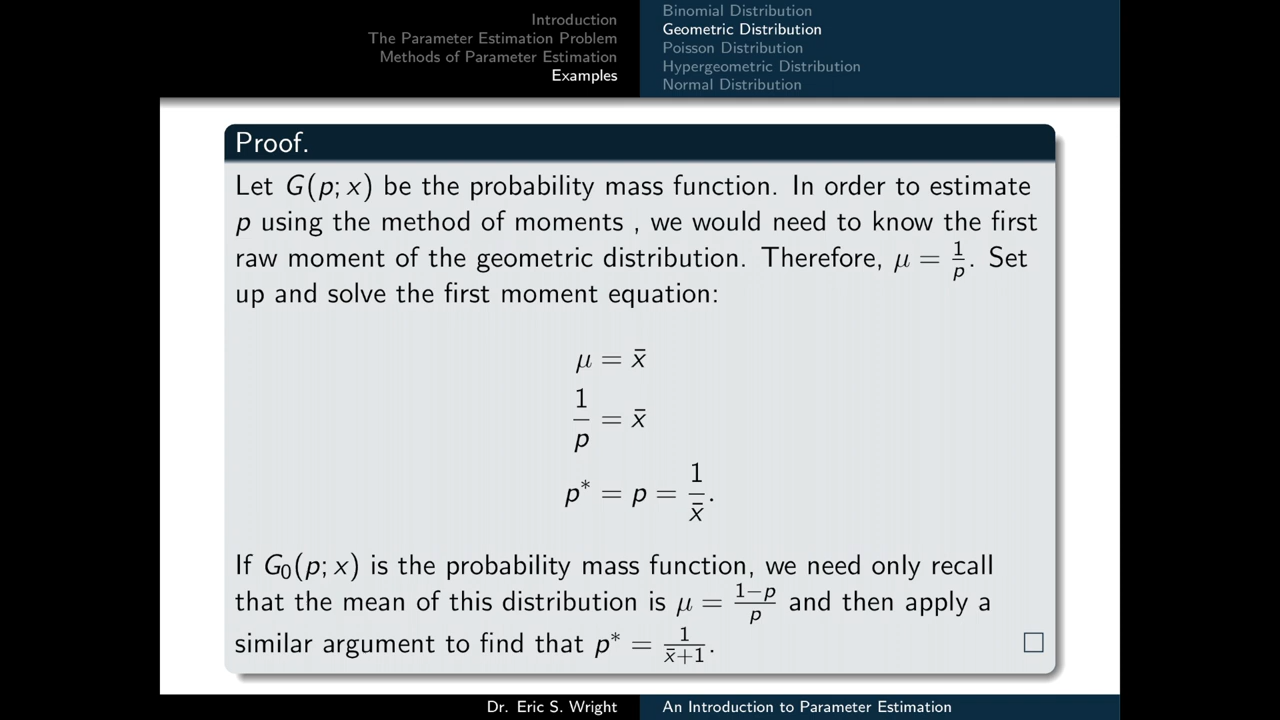 Introduction
The Parameter Estimation Problem
Methods of Parameter Estimation
Examples
Binomial Distribution
Geometric Distribution
Poisson Distribution
Hypergeometric Distribution
Normal Distribution
Proof.
Let G(p; x) be the probability mass function. In order to estimate
p using the method of moments , we would need to know the first
raw moment of the geometric distribution. Therefore, μ = 1/p. Set
up and solve the first moment equation:
μ = x̄
1/p = x̄
p* = p = 1/x̄.
If G₀(p; x) is the probability mass function, we need only recall
that the mean of this distribution is μ = (1−p)/p and then apply a
similar argument to find that p* = 1/(x̄+1). □
Dr. Eric S. Wright
An Introduction to Parameter Estimation